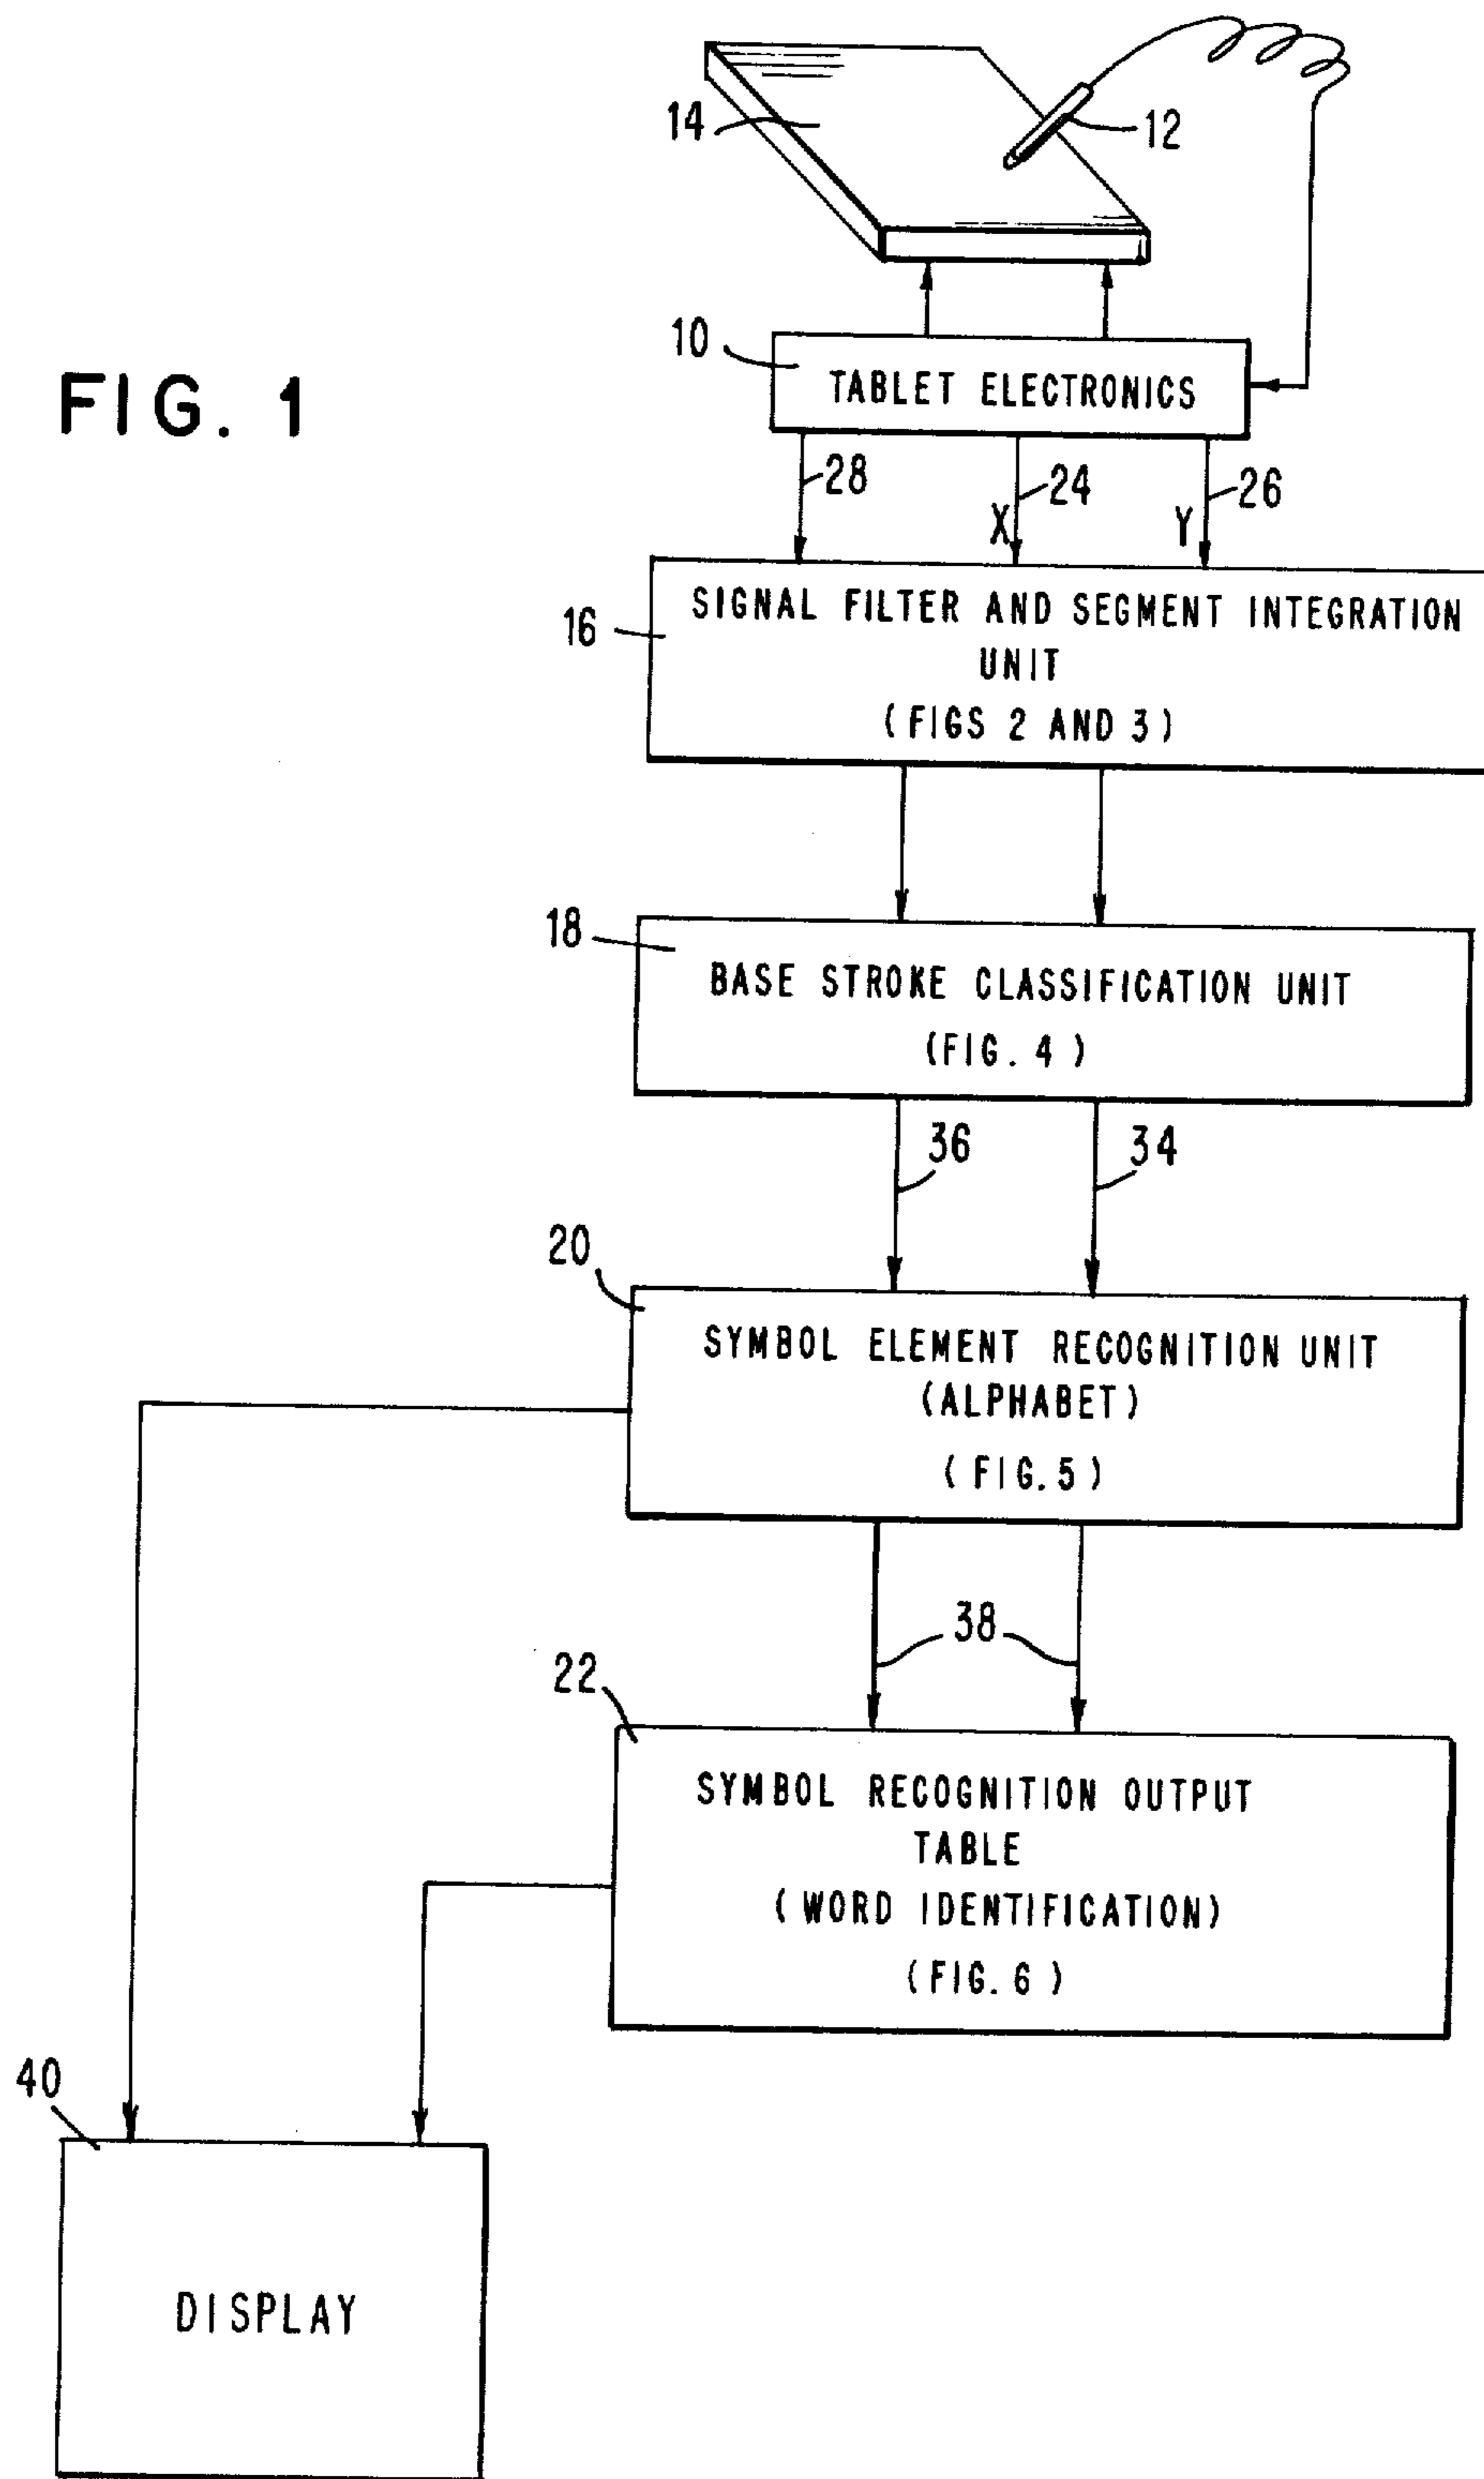 14
12
10
FIG. 1
TABLET ELECTRONICS
28
24
26
X
Y
16
SIGNAL FILTER AND SEGMENT INTEGRATION
UNIT
(FIGS 2 AND 3)
18
BASE STROKE CLASSIFICATION UNIT
(FIG. 4)
36
34
20
SYMBOL ELEMENT RECOGNITION UNIT
(ALPHABET)
(FIG.5)
38
22
SYMBOL RECOGNITION OUTPUT
TABLE
(WORD IDENTIFICATION)
(FIG. 6)
40
DISPLAY